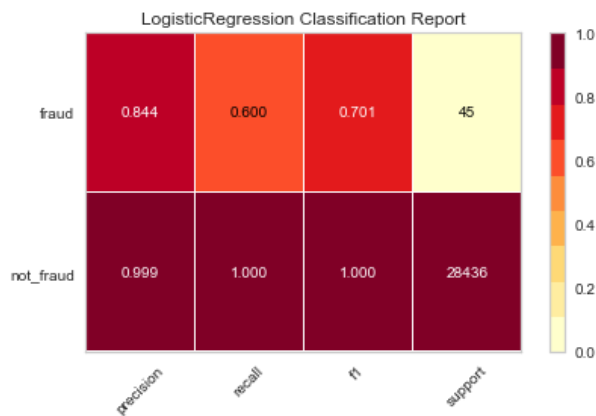 LogisticRegression Classification Report
fraud 0.844 0.600 0.701 45
not_fraud 0.999 1.000 1.000 28436
precision recall f1 support
1.0
0.8
0.6
0.4
0.2
0.0